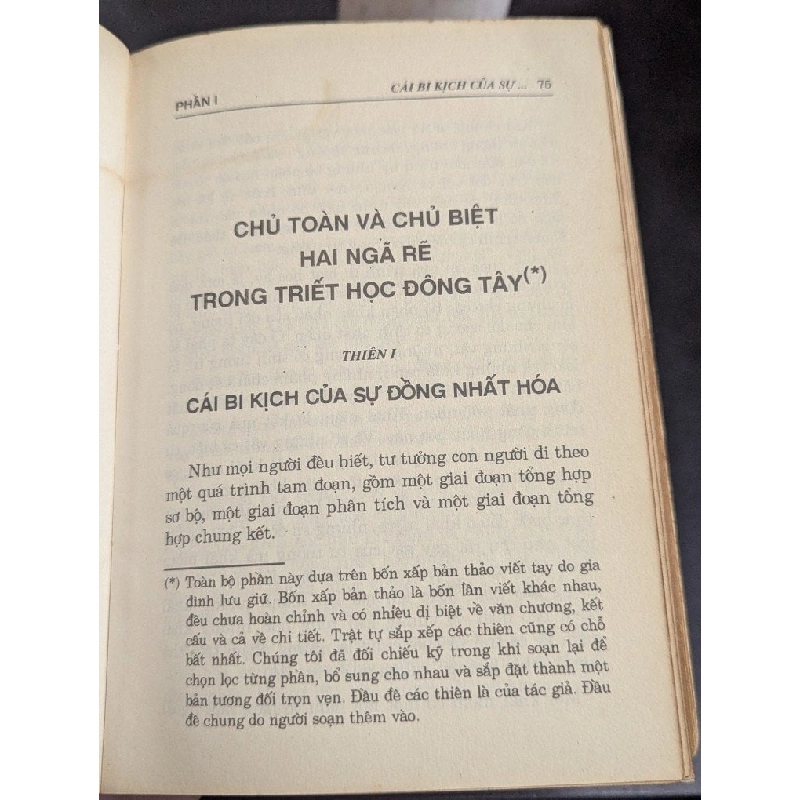 PHẦN I
CÁI BI KỊCH CỦA SỰ ... 75
CHỦ TOÀN VÀ CHỦ BIỆT
HAI NGÃ RẼ
TRONG TRIẾT HỌC ĐÔNG TÂY(*)
THIÊN I
CÁI BI KỊCH CỦA SỰ ĐỒNG NHẤT HÓA
Như mọi người đều biết, tư tưởng con người đi theo
một quá trình tam đoạn, gồm một giai đoạn tổng hợp
sơ bộ, một giai đoạn phân tích và một giai đoạn tổng
hợp chung kết.
(*) Toàn bộ phần này dựa trên bốn xấp bản thảo viết tay do gia
đình lưu giữ. Bốn xấp bản thảo là bốn lần viết khác nhau,
đều chưa hoàn chỉnh và có nhiều dị biệt về văn chương, kết
cấu và cả về chi tiết. Trật tự sắp xếp các thiên cũng có chỗ
bất nhất. Chúng tôi đã đối chiếu kỹ trong khi soạn lại để
chọn lọc từng phần, bổ sung cho nhau và sắp đặt thành một
bản tương đối trọn vẹn. Đầu đề các thiên là của tác giả. Đầu
đề chung do người soạn thêm vào.